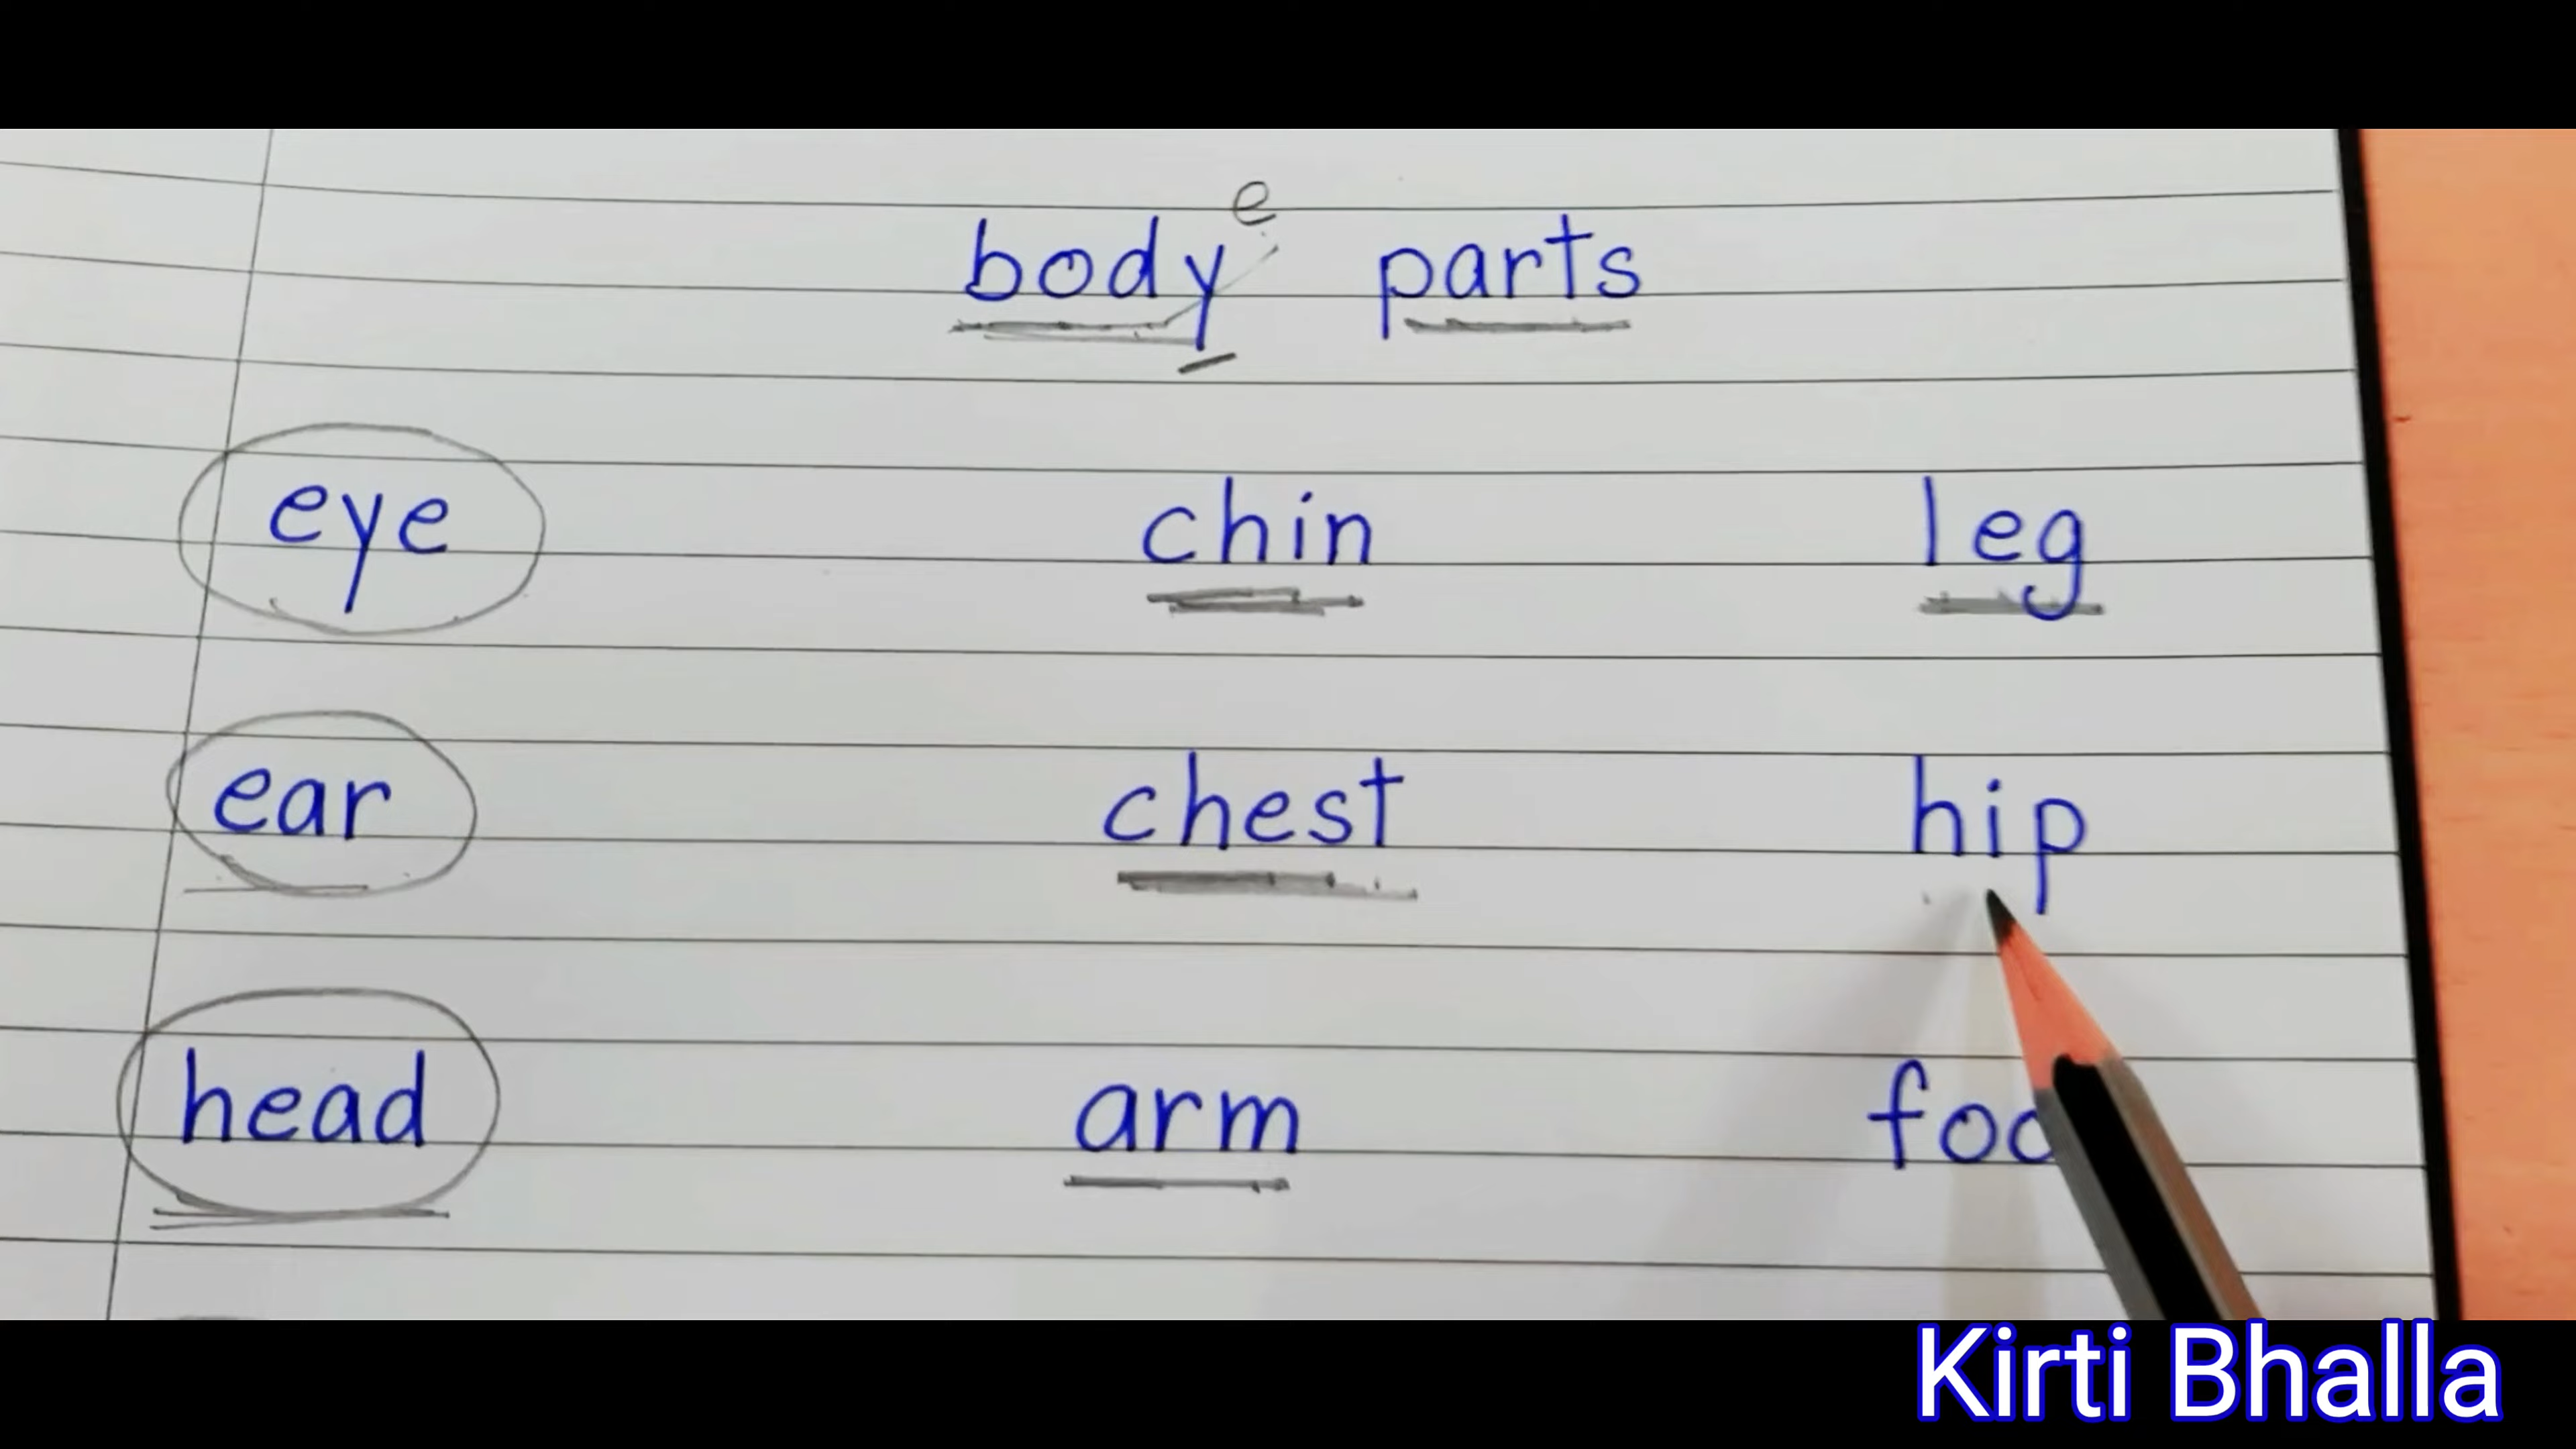 e
body parts
eye chin leg
ear chest hip
head arm
Kirti Bhalla